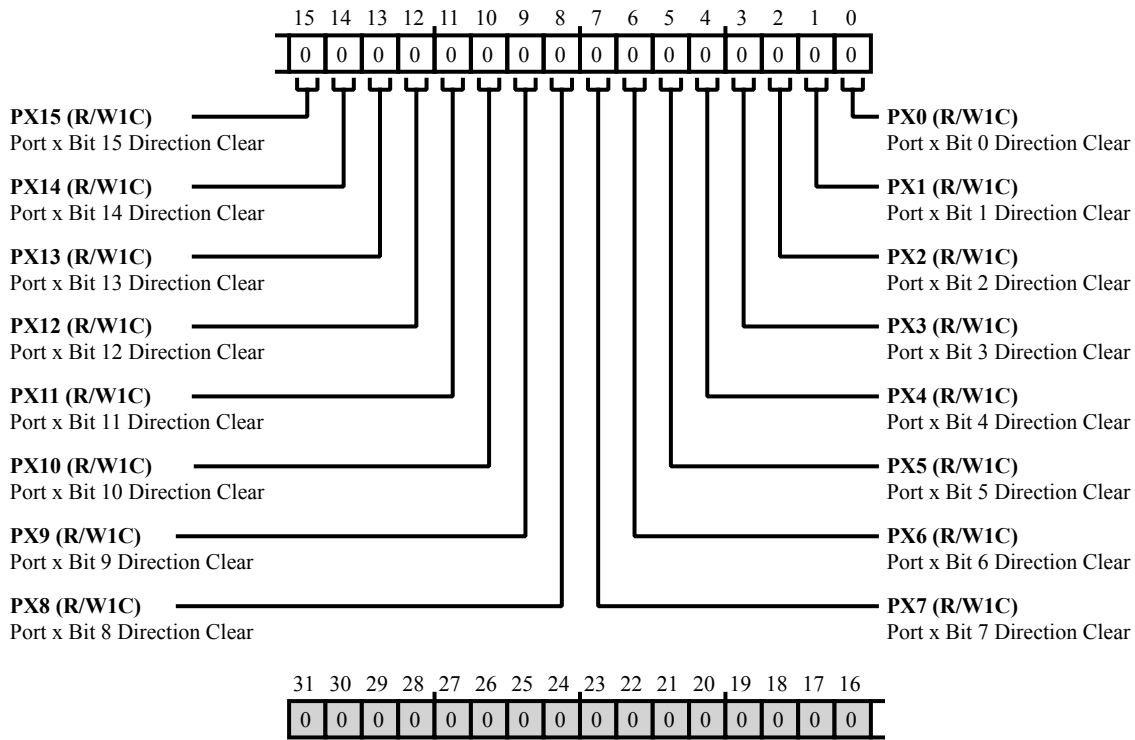 15 14 13 12 11 10 9 8 7 6 5 4 3 2 1 0
0 0 0 0 0 0 0 0 0 0 0 0 0 0 0 0
PX15 (R/W1C)
Port x Bit 15 Direction Clear
PX14 (R/W1C)
Port x Bit 14 Direction Clear
PX13 (R/W1C)
Port x Bit 13 Direction Clear
PX12 (R/W1C)
Port x Bit 12 Direction Clear
PX11 (R/W1C)
Port x Bit 11 Direction Clear
PX10 (R/W1C)
Port x Bit 10 Direction Clear
PX9 (R/W1C)
Port x Bit 9 Direction Clear
PX8 (R/W1C)
Port x Bit 8 Direction Clear
PX0 (R/W1C)
Port x Bit 0 Direction Clear
PX1 (R/W1C)
Port x Bit 1 Direction Clear
PX2 (R/W1C)
Port x Bit 2 Direction Clear
PX3 (R/W1C)
Port x Bit 3 Direction Clear
PX4 (R/W1C)
Port x Bit 4 Direction Clear
PX5 (R/W1C)
Port x Bit 5 Direction Clear
PX6 (R/W1C)
Port x Bit 6 Direction Clear
PX7 (R/W1C)
Port x Bit 7 Direction Clear
31 30 29 28 27 26 25 24 23 22 21 20 19 18 17 16
0 0 0 0 0 0 0 0 0 0 0 0 0 0 0 0